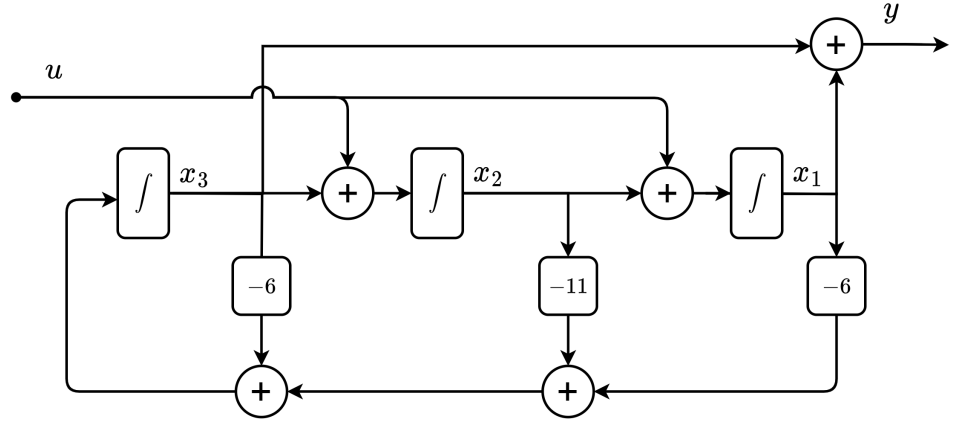 y
+
u
∫ x₃ + ∫ x₂ + ∫ x₁
−6 −11 −6
+ +